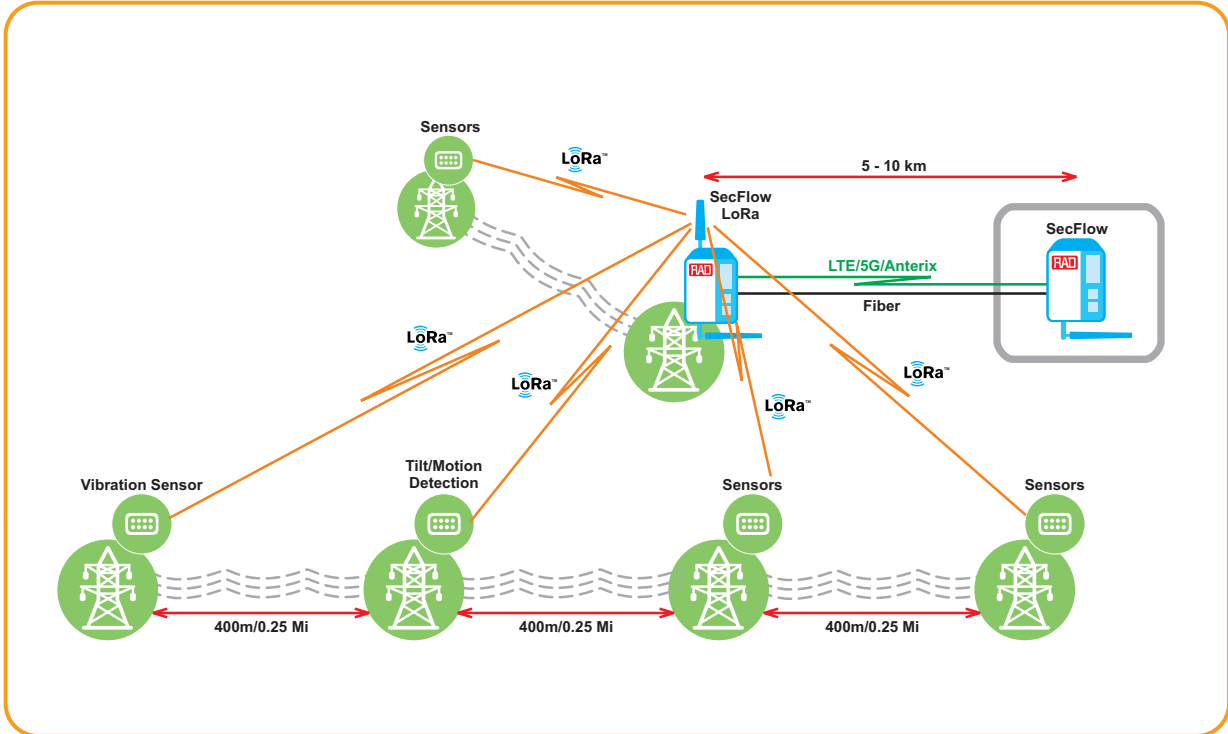 Sensors
LoRa™
5 - 10 km
SecFlow
LoRa
SecFlow
RAD
RAD
LTE/5G/Anterix
Fiber
LoRa™
LoRa™
LoRa™
LoRa™
Vibration Sensor
Tilt/Motion
Detection
Sensors
Sensors
400m/0.25 Mi
400m/0.25 Mi
400m/0.25 Mi